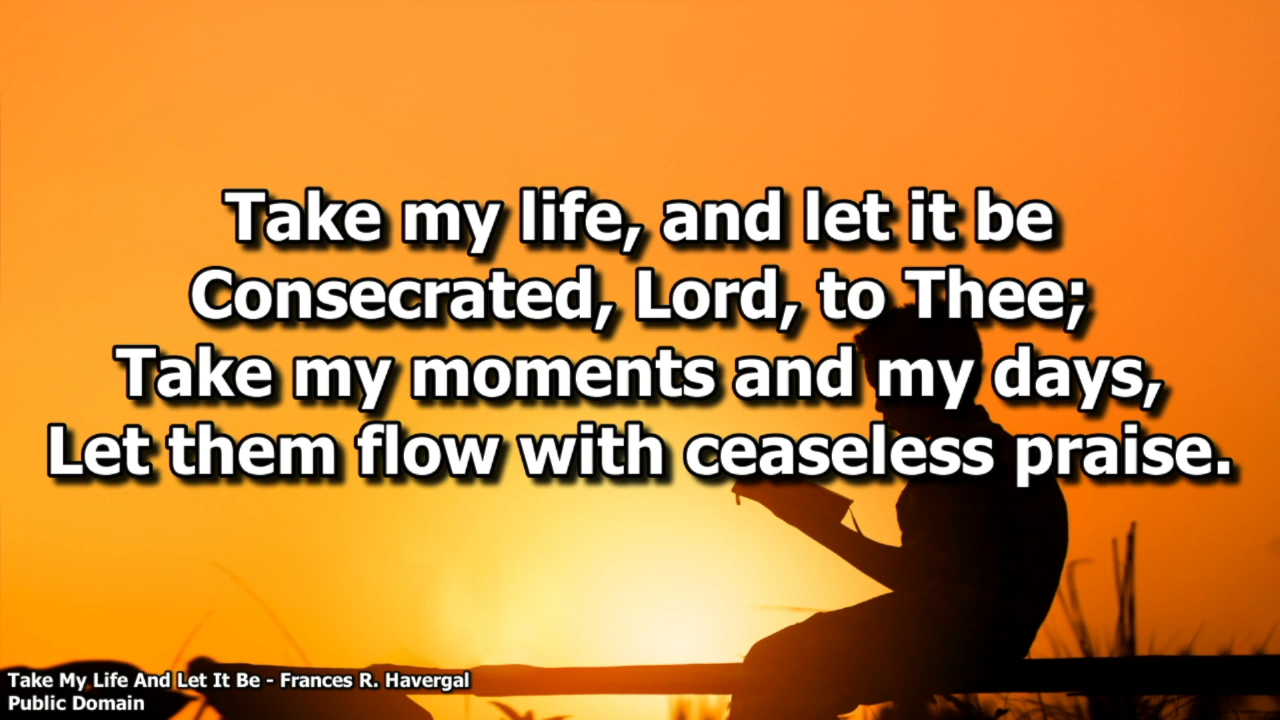 Take my life, and let it be
Consecrated, Lord, to Thee;
Take my moments and my days,
Let them flow with ceaseless praise.
Take My Life And Let It Be - Frances R. Havergal
Public Domain